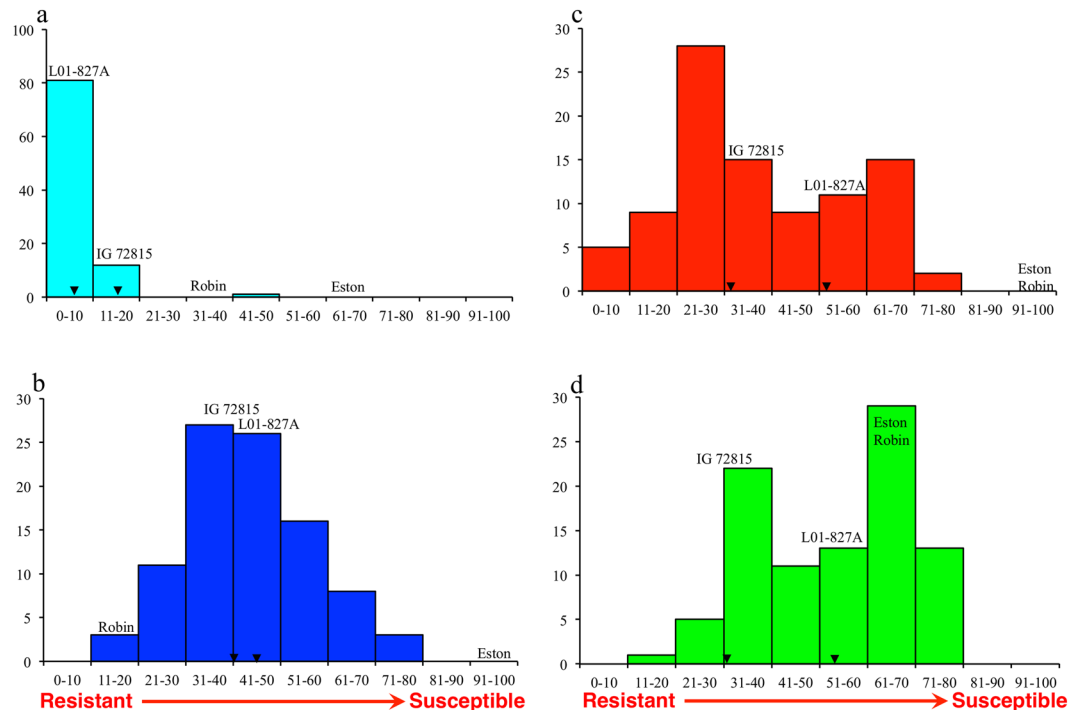 a
100
80
60
40
20
0
L01-827A
IG 72815
Robin
Eston
0-10 11-20 21-30 31-40 41-50 51-60 61-70 71-80 81-90 91-100
c
30
25
20
15
10
5
0
IG 72815
L01-827A
Eston
Robin
0-10 11-20 21-30 31-40 41-50 51-60 61-70 71-80 81-90 91-100
b
30
25
20
15
10
5
0
IG 72815
L01-827A
Robin
Eston
0-10 11-20 21-30 31-40 41-50 51-60 61-70 71-80 81-90 91-100
Resistant Susceptible
d
30
25
20
15
10
5
0
IG 72815
L01-827A
Eston
Robin
0-10 11-20 21-30 31-40 41-50 51-60 61-70 71-80 81-90 91-100
Resistant Susceptible